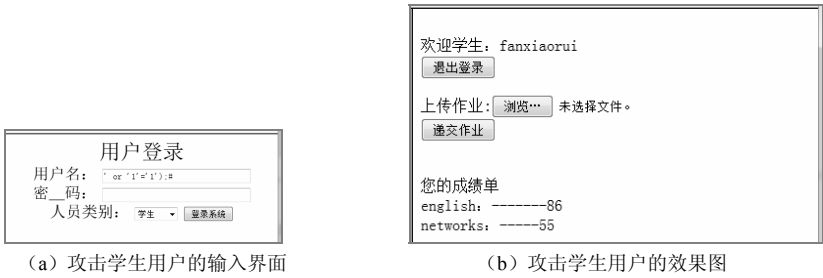 用户登录
用户名： ' or '1'='1');#
密__码：
人员类别： 学生 登录系统
（a）攻击学生用户的输入界面
欢迎学生：fanxiaorui
退出登录
上传作业：浏览… 未选择文件。
递交作业
您的成绩单
english：-------86
networks：-----55
（b）攻击学生用户的效果图